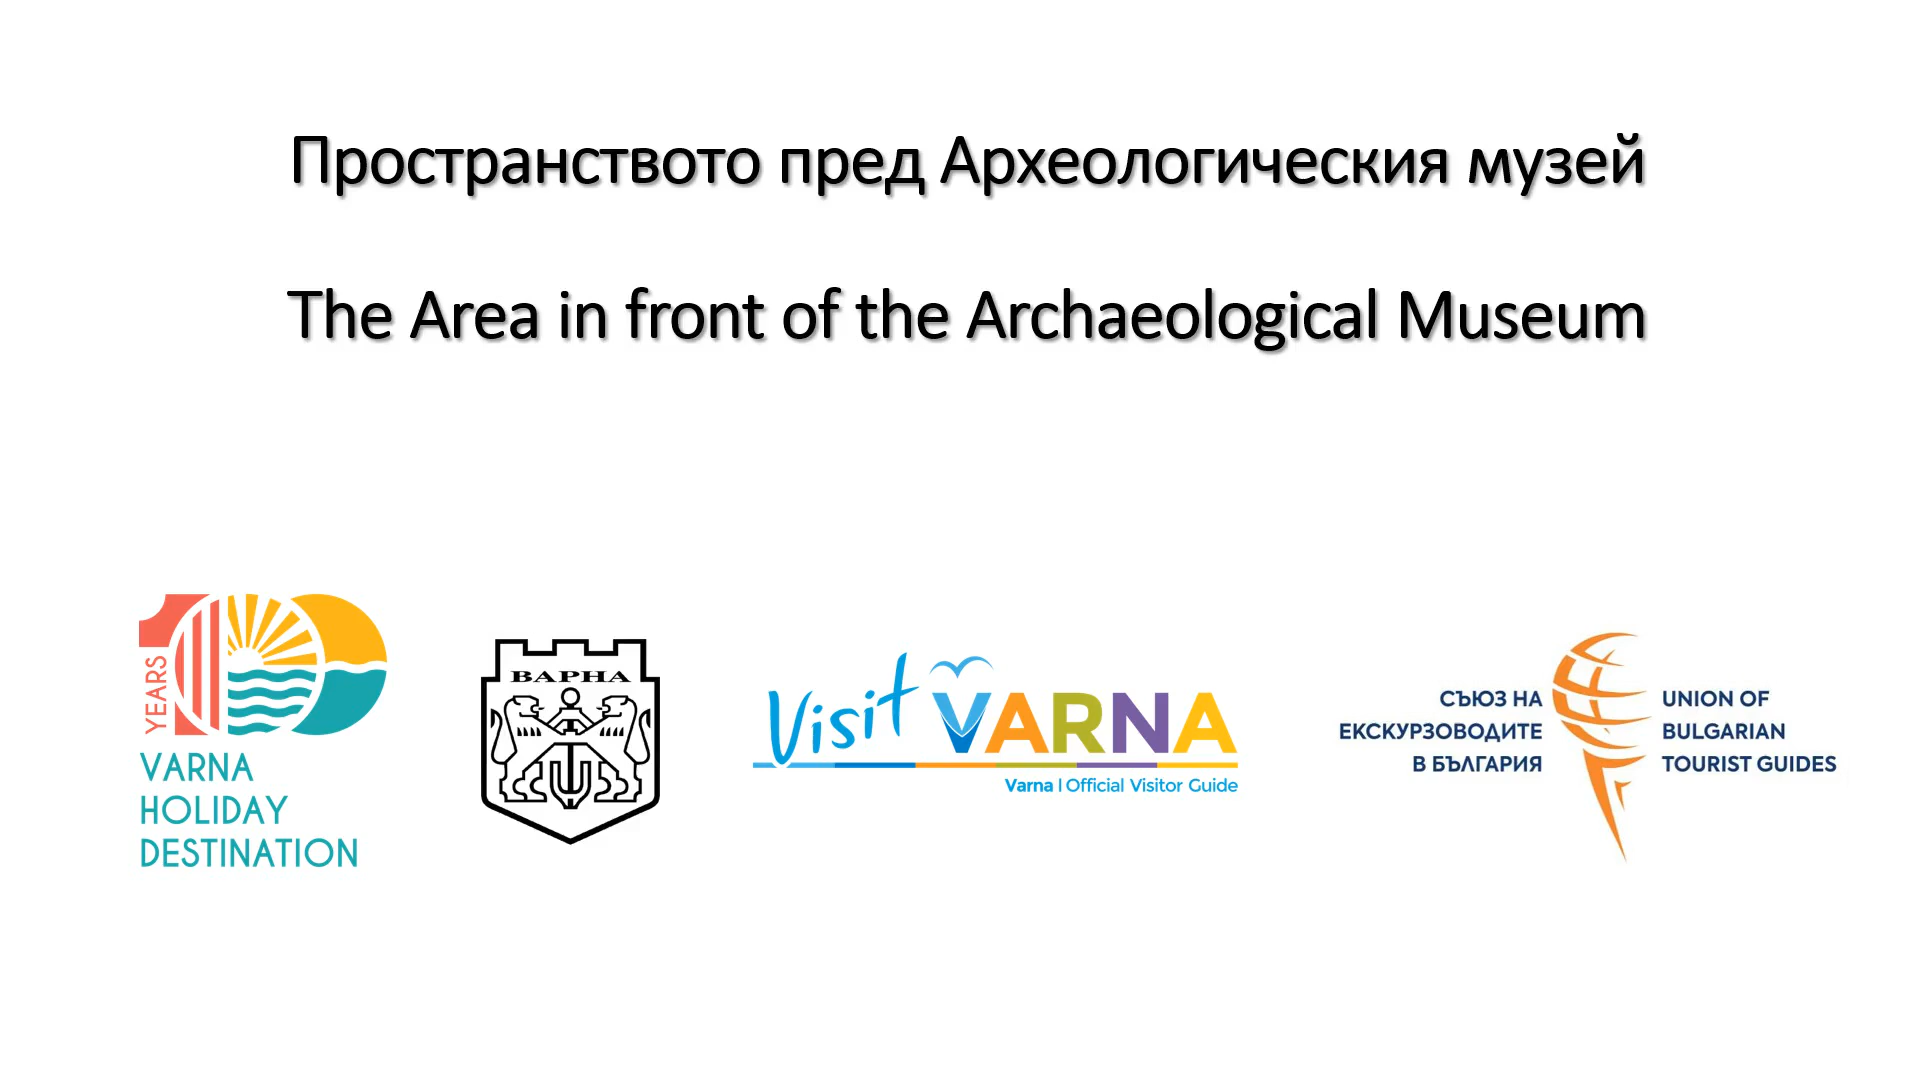 Пространството пред Археологическия музей
The Area in front of the Archaeological Museum
100
YEARS
VARNA
HOLIDAY
DESTINATION
ВАРНА
Visit VARNA
Varna | Official Visitor Guide
СЪЮЗ НА
ЕКСКУРЗОВОДИТЕ
В БЪЛГАРИЯ
UNION OF
BULGARIAN
TOURIST GUIDES